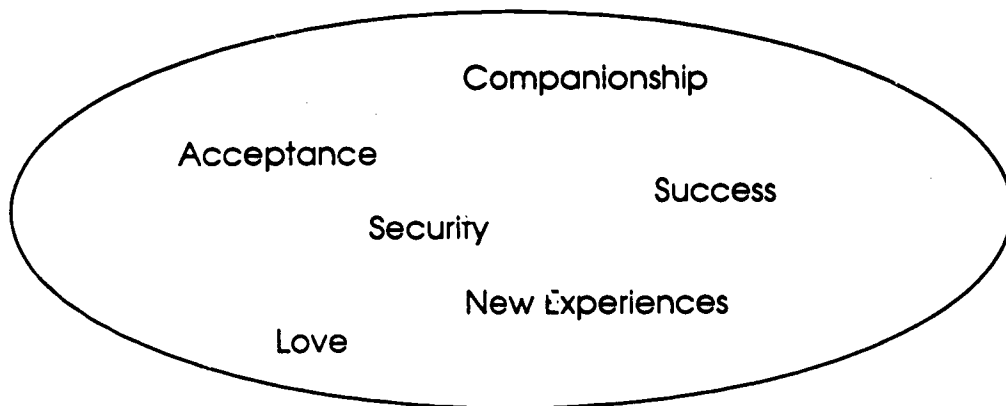 Companionship
Acceptance
Success
Security
New Experiences
Love